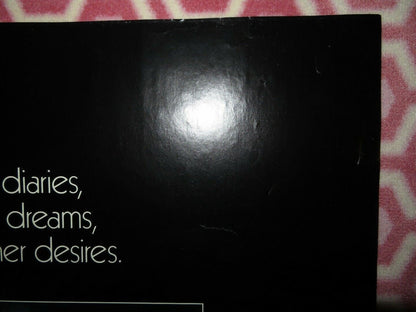 diaries,
dreams,
desires.